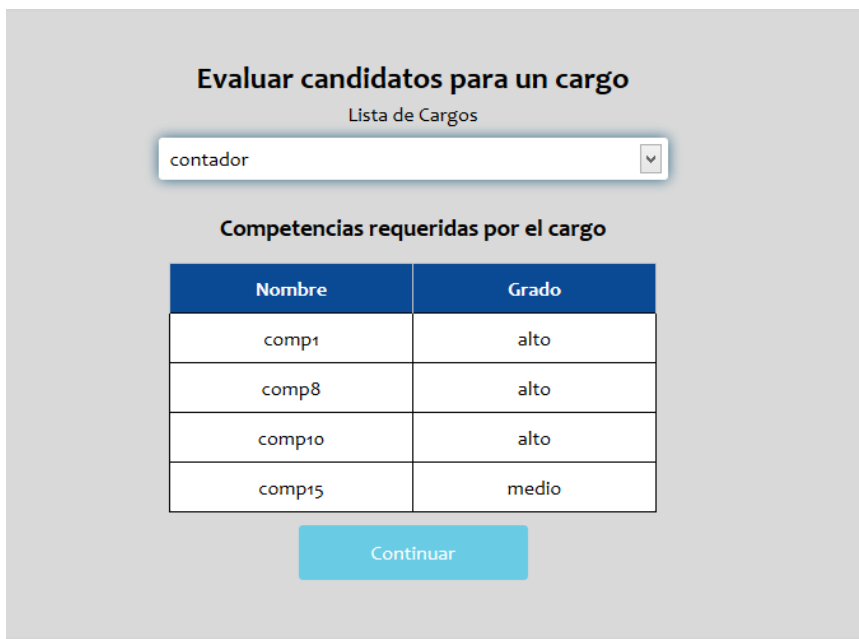 Evaluar candidatos para un cargo
Lista de Cargos
contador
Competencias requeridas por el cargo
Nombre Grado
comp1 alto
comp8 alto
comp10 alto
comp15 medio
Continuar